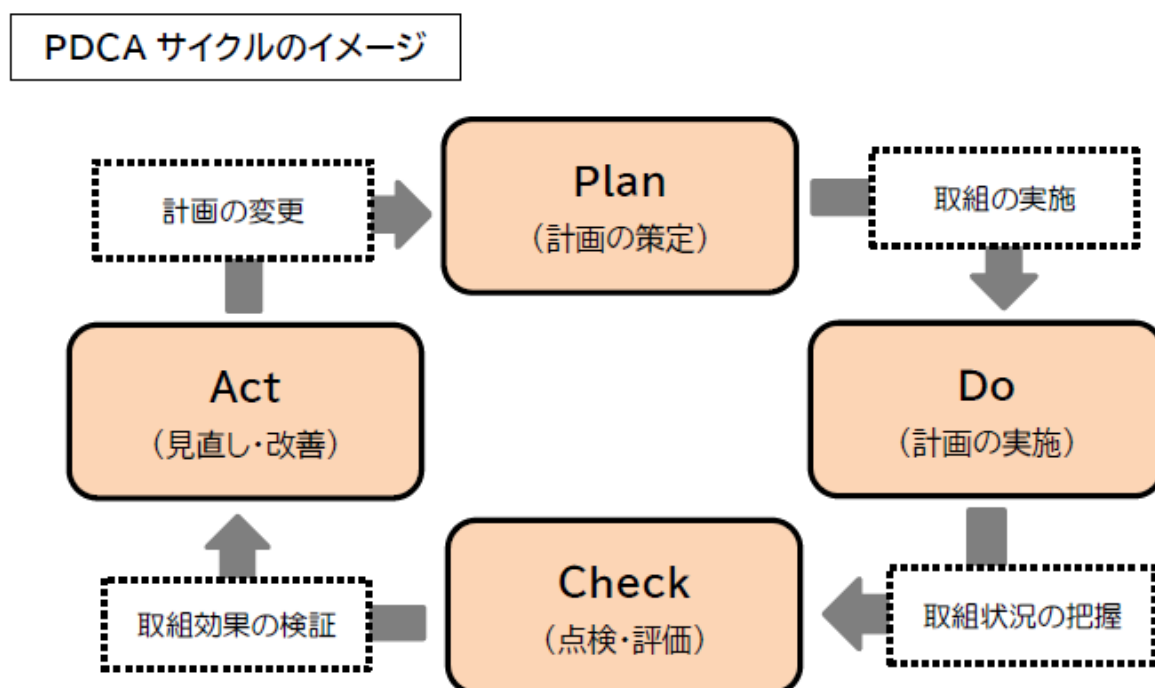 PDCA サイクルのイメージ
Plan
（計画の策定）
取組の実施
Do
（計画の実施）
取組状況の把握
Check
（点検・評価）
取組効果の検証
Act
（見直し・改善）
計画の変更